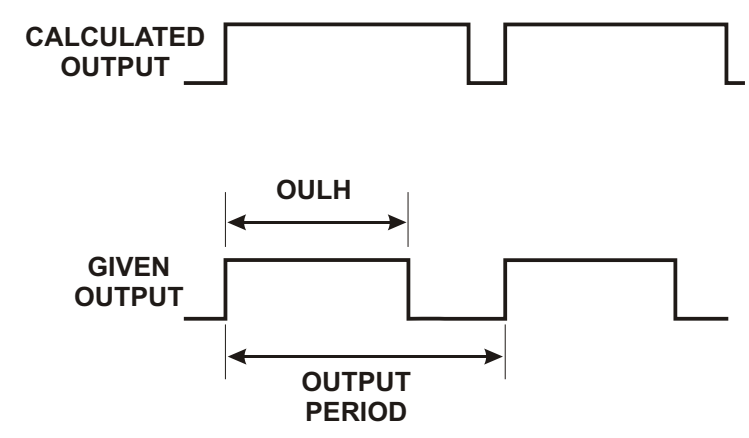 CALCULATED
OUTPUT
OULH
GIVEN
OUTPUT
OUTPUT
PERIOD